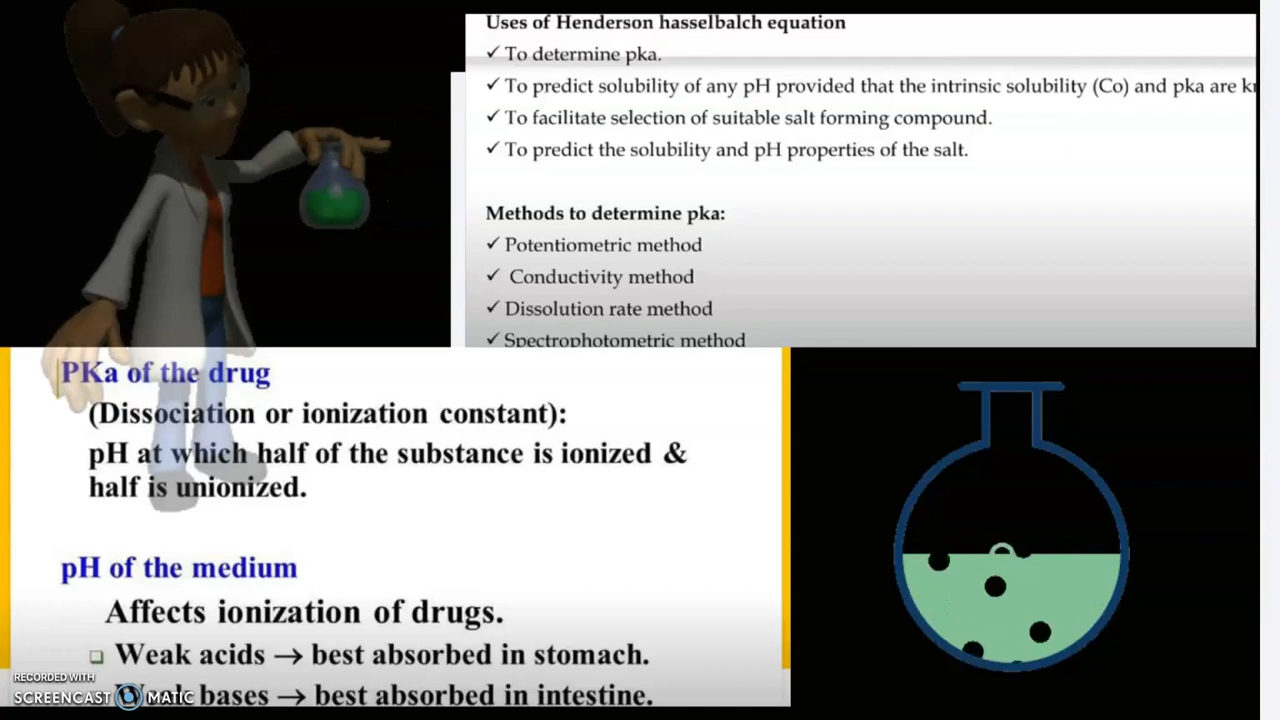 Uses of Henderson hasselbalch equation
✓ To determine pka.
✓ To predict solubility of any pH provided that the intrinsic solubility (Co) and pka are
✓ To facilitate selection of suitable salt forming compound.
✓ To predict the solubility and pH properties of the salt.
Methods to determine pka:
✓ Potentiometric method
✓ Conductivity method
✓ Dissolution rate method
✓ Spectrophotometric method
PKa of the drug
(Dissociation or ionization constant):
pH at which half of the substance is ionized &
half is unionized.
pH of the medium
Affects ionization of drugs.
Weak acids → best absorbed in stomach.
bases → best absorbed in intestine.
RECORDED WITH
SCREENCAST MATIC